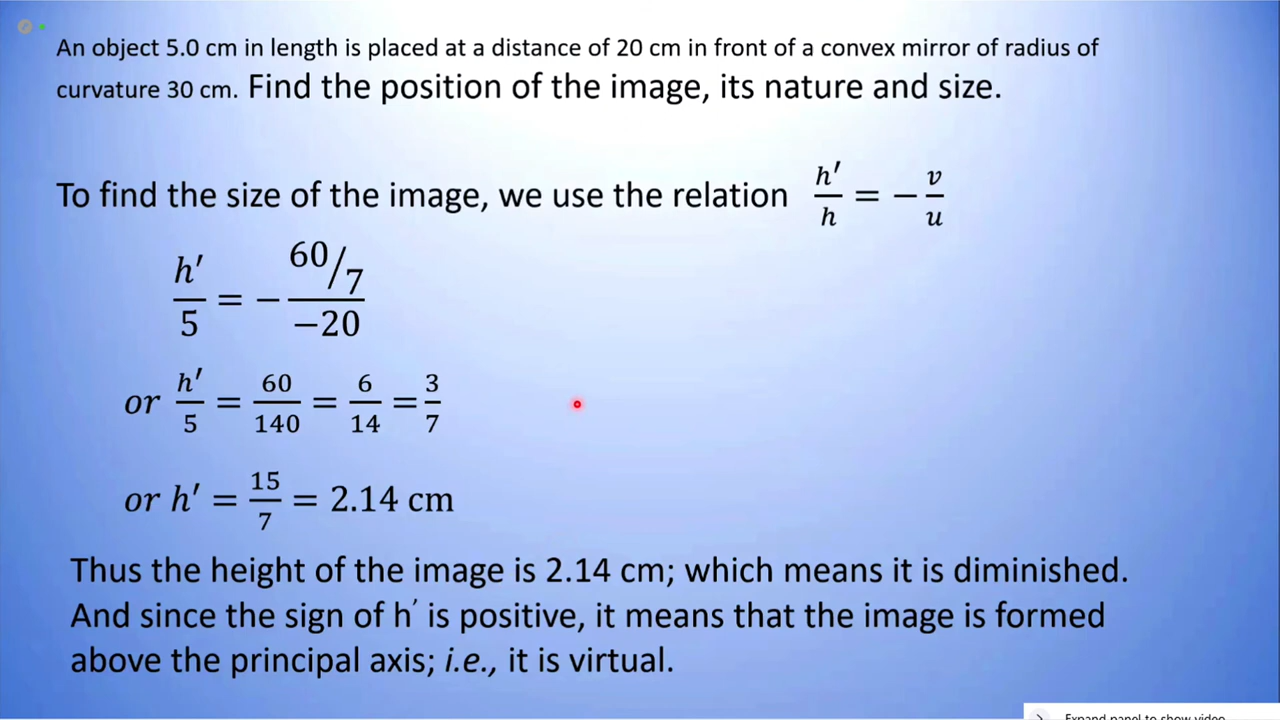 An object 5.0 cm in length is placed at a distance of 20 cm in front of a convex mirror of radius of
curvature 30 cm. Find the position of the image, its nature and size.
To find the size of the image, we use the relation h′/h = −v/u
h′/5 = −(60/7)/(−20)
or h′/5 = 60/140 = 6/14 = 3/7
or h′ = 15/7 = 2.14 cm
Thus the height of the image is 2.14 cm; which means it is diminished.
And since the sign of h′ is positive, it means that the image is formed
above the principal axis; i.e., it is virtual.
Expand panel to show video